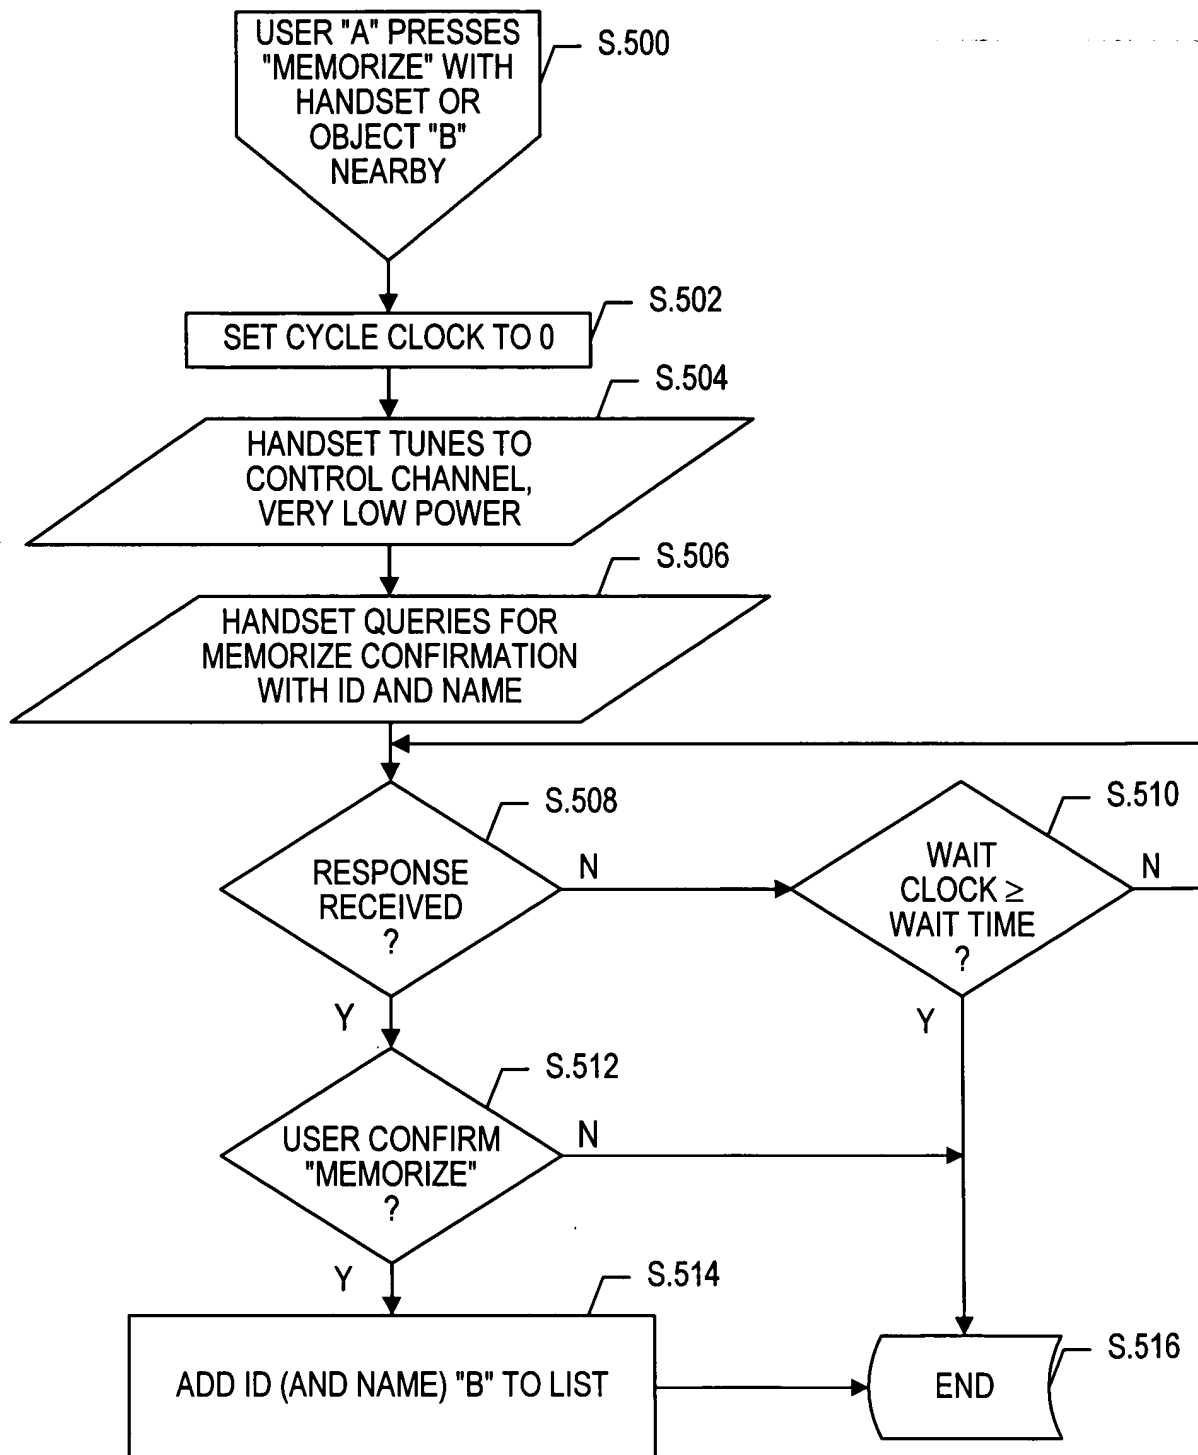 USER "A" PRESSES
"MEMORIZE" WITH
HANDSET OR
OBJECT "B"
NEARBY
S.500
SET CYCLE CLOCK TO 0
S.502
HANDSET TUNES TO
CONTROL CHANNEL,
VERY LOW POWER
S.504
HANDSET QUERIES FOR
MEMORIZE CONFIRMATION
WITH ID AND NAME
S.506
RESPONSE
RECEIVED
?
S.508
N
Y
WAIT
CLOCK ≥
WAIT TIME
?
S.510
N
Y
USER CONFIRM
"MEMORIZE"
?
S.512
N
Y
ADD ID (AND NAME) "B" TO LIST
S.514
END
S.516